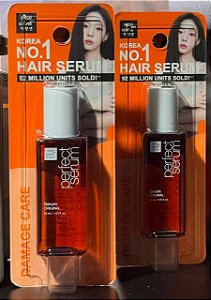 KOREA
NO.1
HAIR SERUM
92 MILLION UNITS SOLD!
perfect
serum
Serum
ORIGINAL
DAMAGE CARE
KOREA
NO.1
HAIR SERUM
92 MILLION UNITS SOLD!
perfect
serum
Serum
ORIGINAL